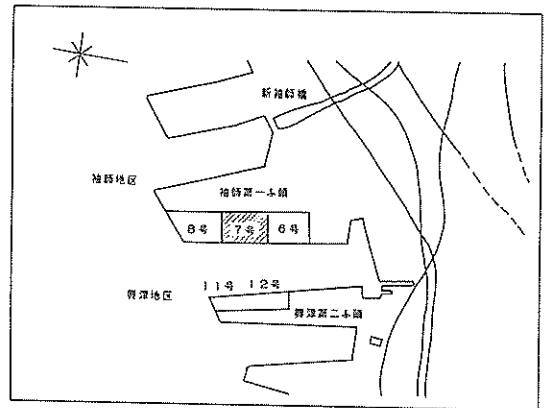 新袖師橋
袖師地区
袖師第一ふ頭
8号 7号 6号
11号 12号
興津地区
興津第二ふ頭